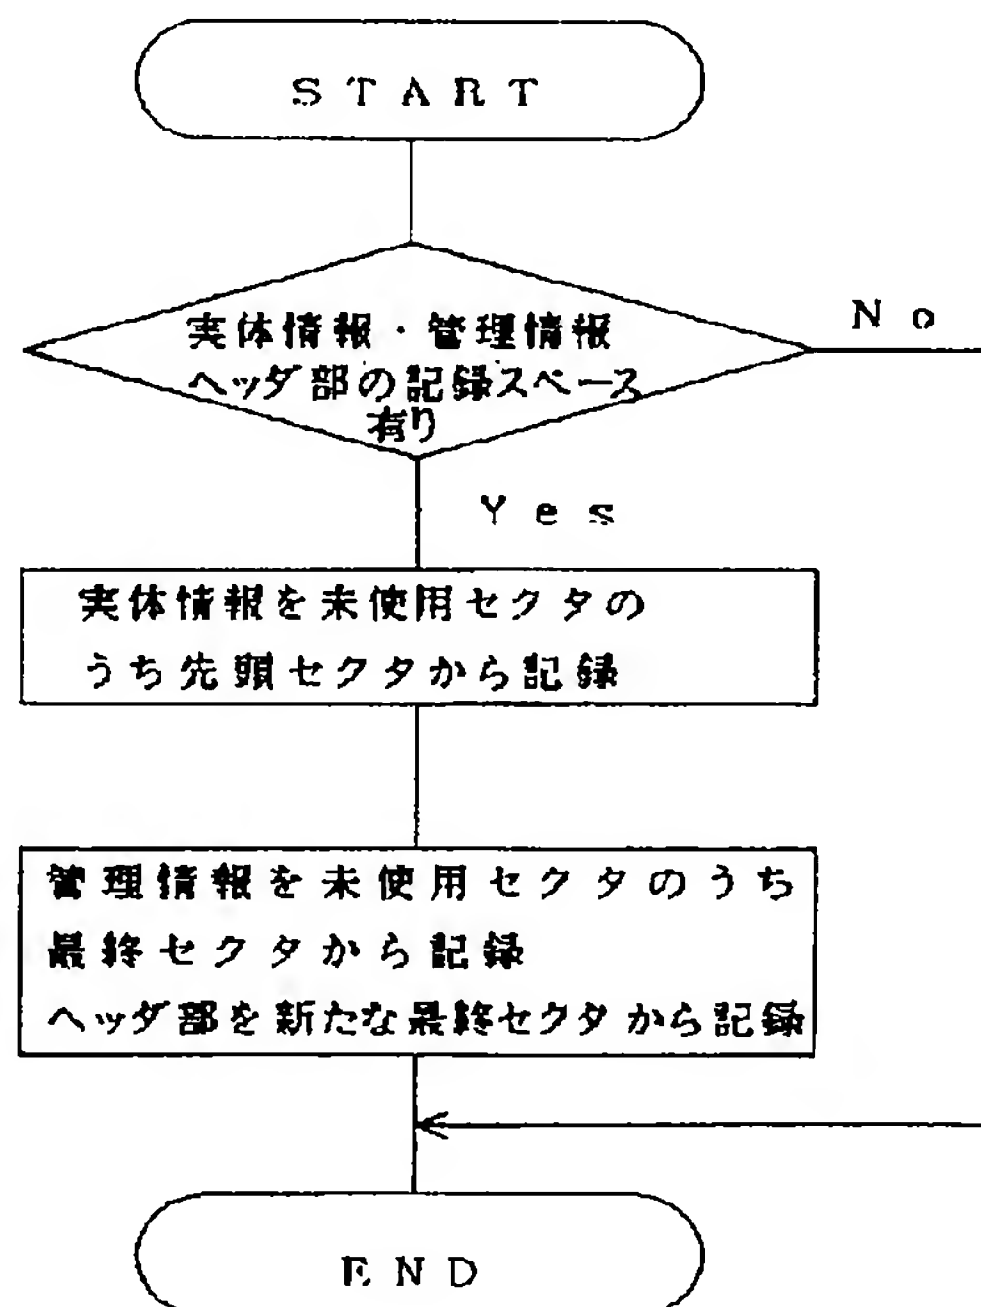 START
実体情報・管理情報
ヘッダ部の記録スペース
有り
No
Yes
実体情報を未使用セクタの
うち先頭セクタから記録
管理情報を未使用セクタのうち
最終セクタから記録
ヘッダ部を新たな最終セクタから記録
END